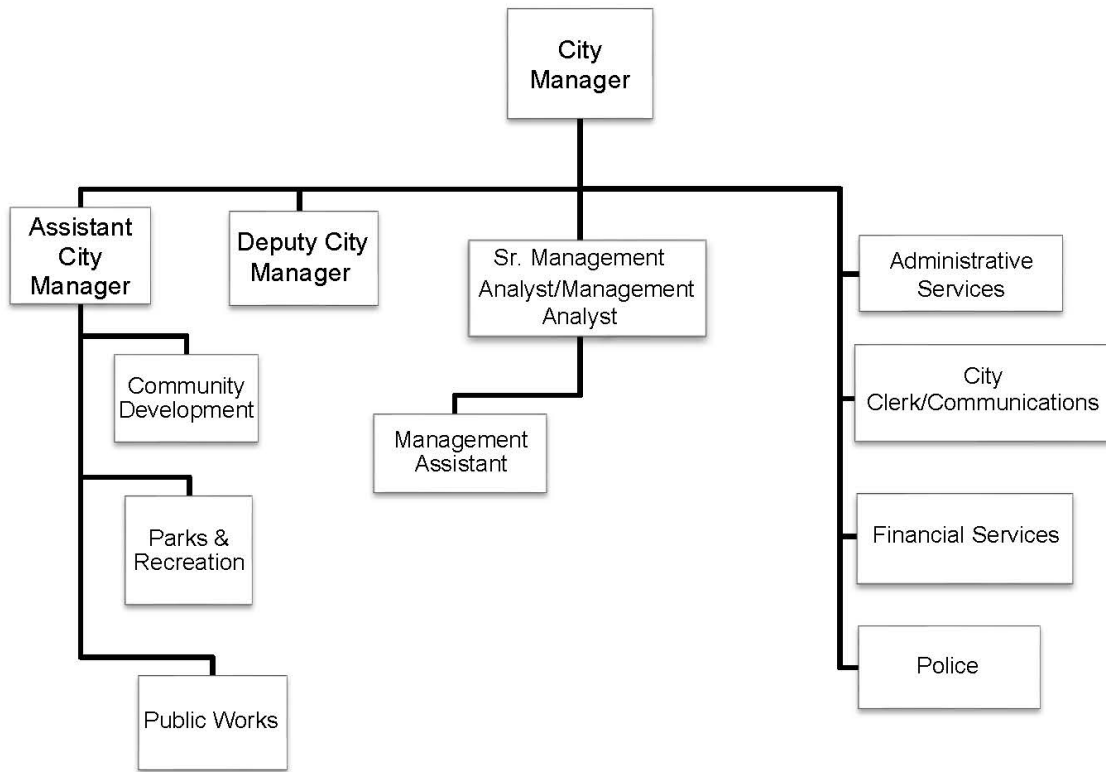 City
Manager
Assistant
City
Manager
Deputy City
Manager
Sr. Management
Analyst/Management
Analyst
Administrative
Services
Community
Development
City
Clerk/Communications
Management
Assistant
Parks &
Recreation
Financial Services
Public Works
Police